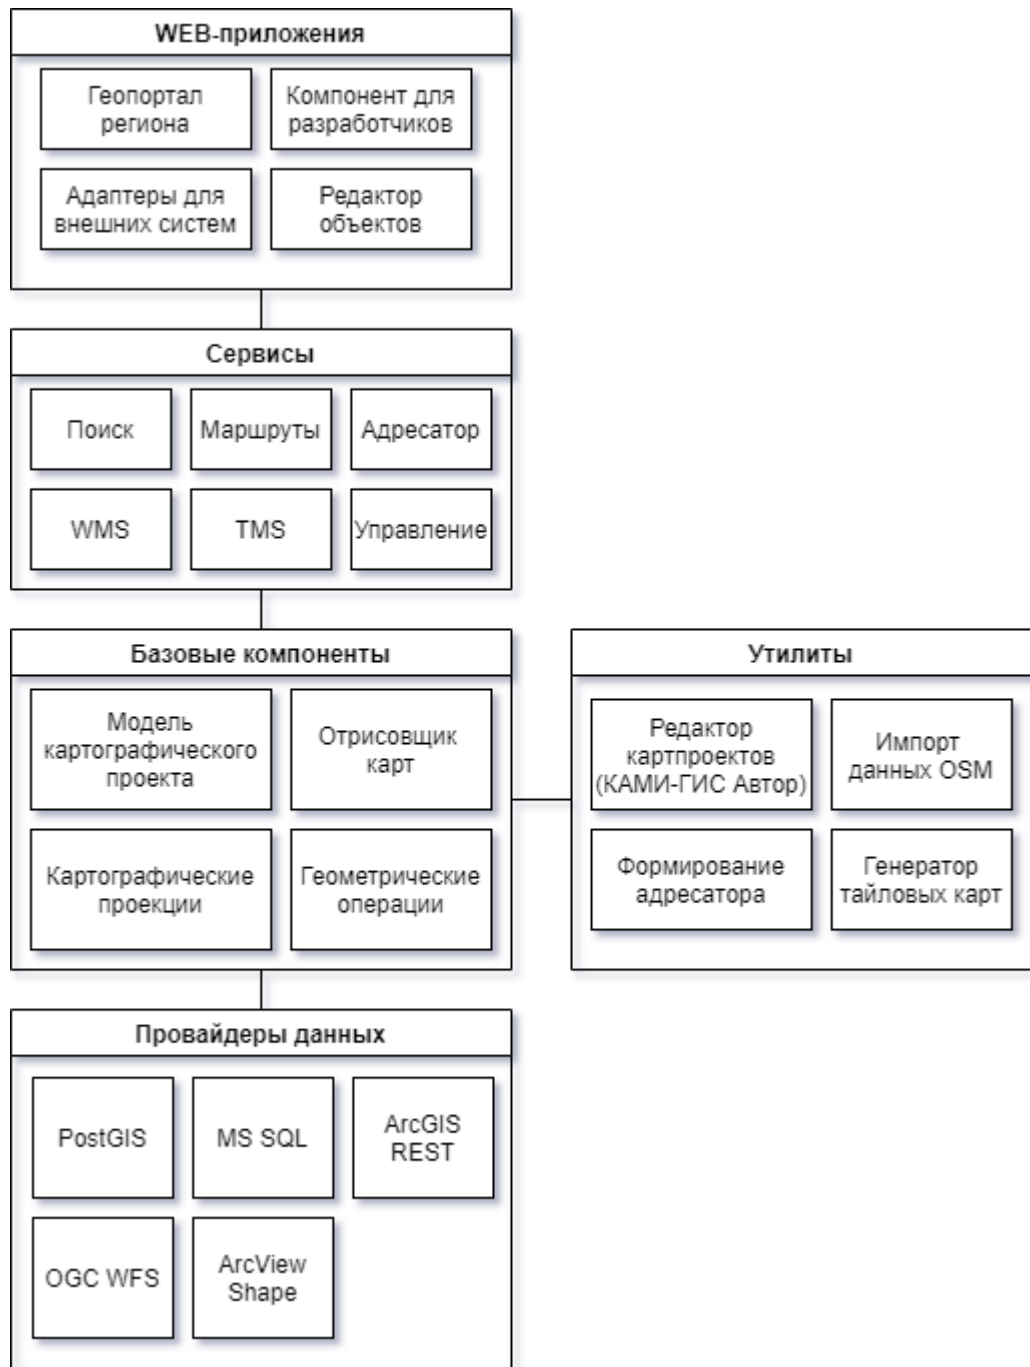 WEB-приложения
Геопортал
региона
Компонент для
разработчиков
Адаптеры для
внешних систем
Редактор
объектов
Сервисы
Поиск
Маршруты
Адресатор
WMS
TMS
Управление
Базовые компоненты
Модель
картографического
проекта
Отрисовщик
карт
Картографические
проекции
Геометрические
операции
Утилиты
Редактор
картпроектов
(КАМИ-ГИС Автор)
Импорт
данных OSM
Формирование
адресатора
Генератор
тайловых карт
Провайдеры данных
PostGIS
MS SQL
ArcGIS
REST
OGC WFS
ArcView
Shape